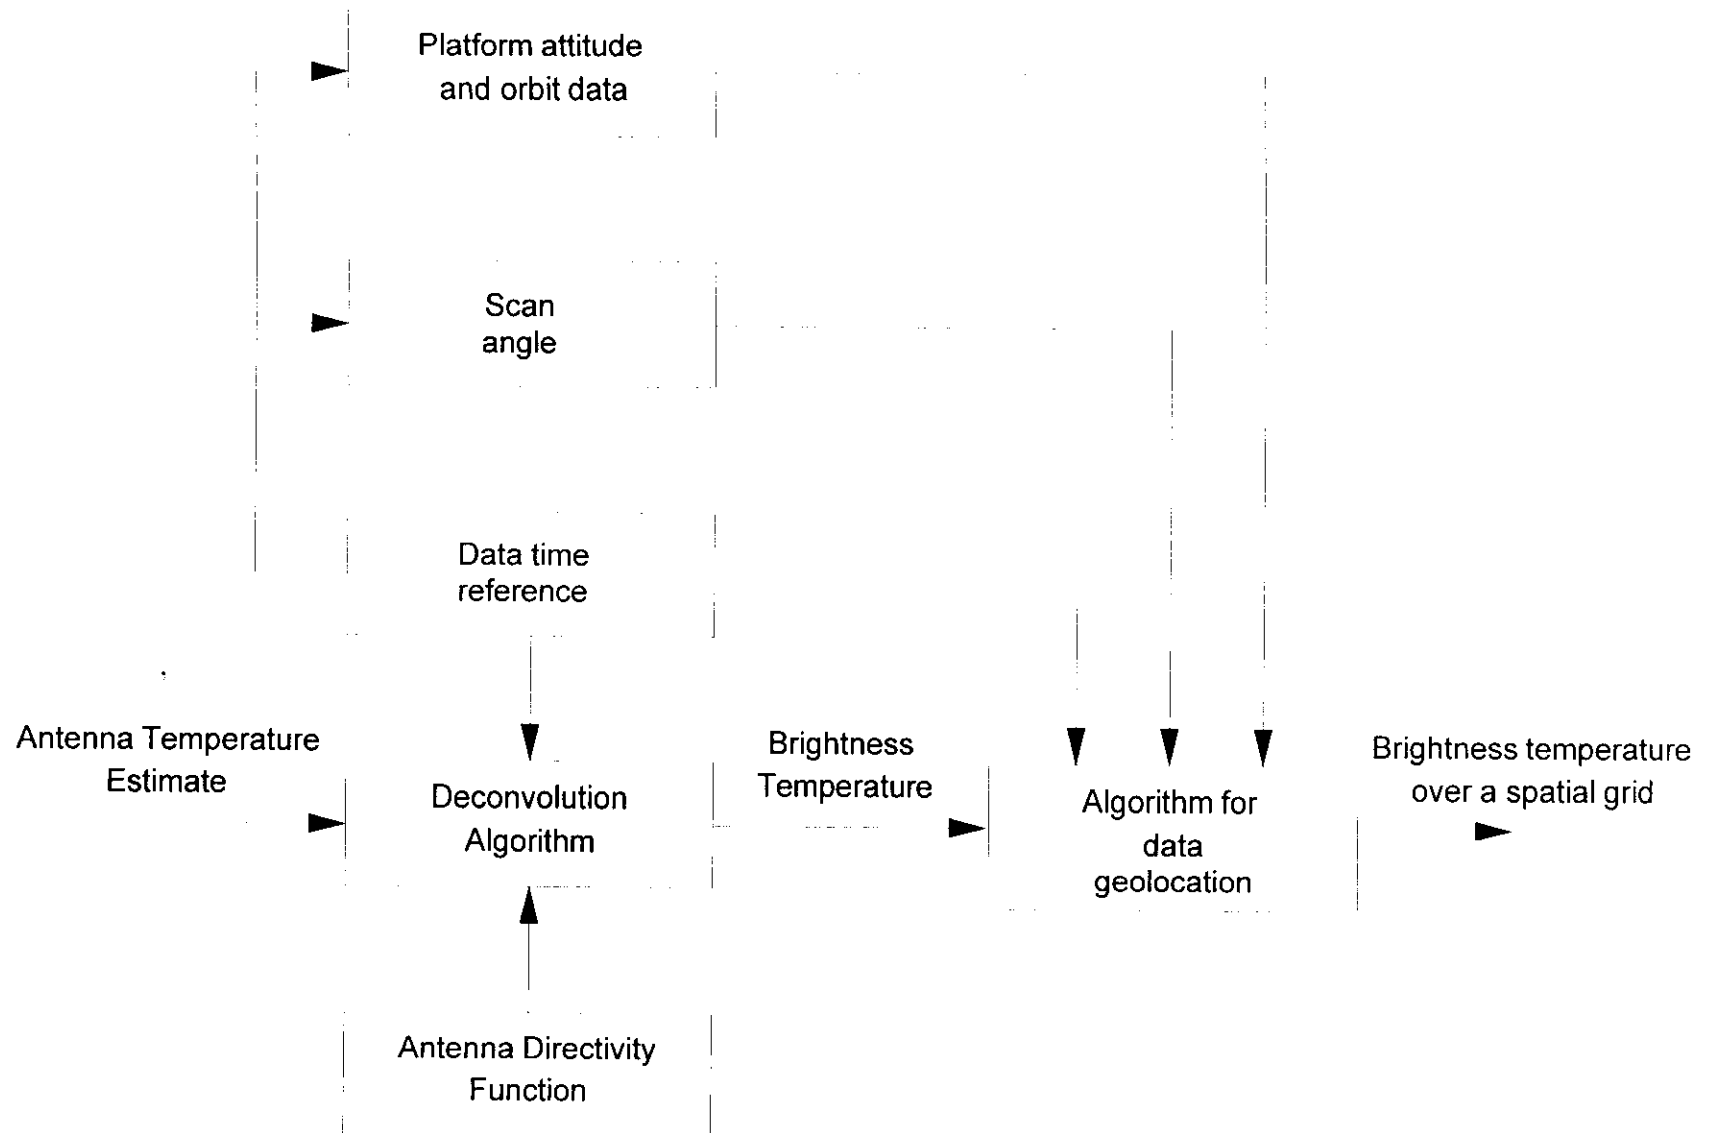 Platform attitude
and orbit data
Scan
angle
Data time
reference
Antenna Temperature
Estimate
Deconvolution
Algorithm
Brightness
Temperature
Algorithm for
data
geolocation
Brightness temperature
over a spatial grid
Antenna Directivity
Function